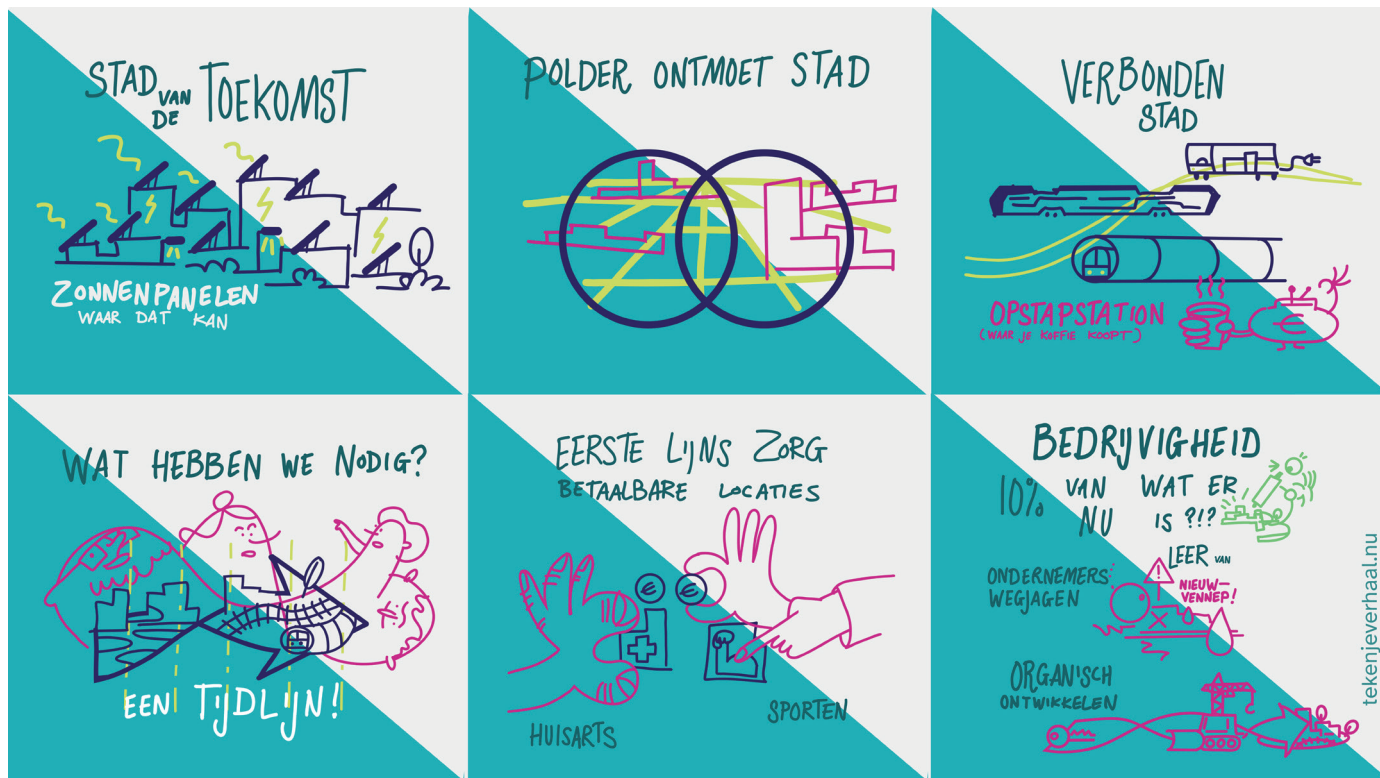 STAD VAN DE TOEKOMST
ZONNENPANELEN
WAAR DAT KAN
POLDER ONTMOET STAD
VERBONDEN
STAD
OPSTAPSTATION
(WAAR JE KOFFIE KOOPT)
WAT HEBBEN WE NODIG?
EEN TIJDLIJN!
EERSTE LIJNS ZORG
BETAALBARE LOCATIES
€ €
HUISARTS
SPORTEN
BEDRIJVIGHEID
10% VAN NU
WAT ER IS ?!?
LEER VAN
NIEUW-
VENNEP!
ONDERNEMERS
WEGJAGEN
ORGANISCH
ONTWIKKELEN
tekenjeverhaal.nu